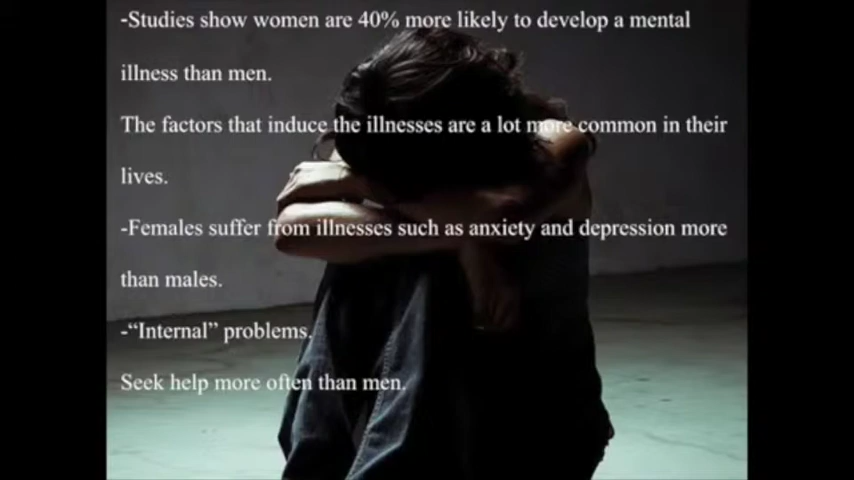 -Studies show women are 40% more likely to develop a mental
illness than men.
The factors that induce the illnesses are a lot more common in their
lives.
-Females suffer from illnesses such as anxiety and depression more
than males.
-“Internal” problems.
Seek help more often than men.